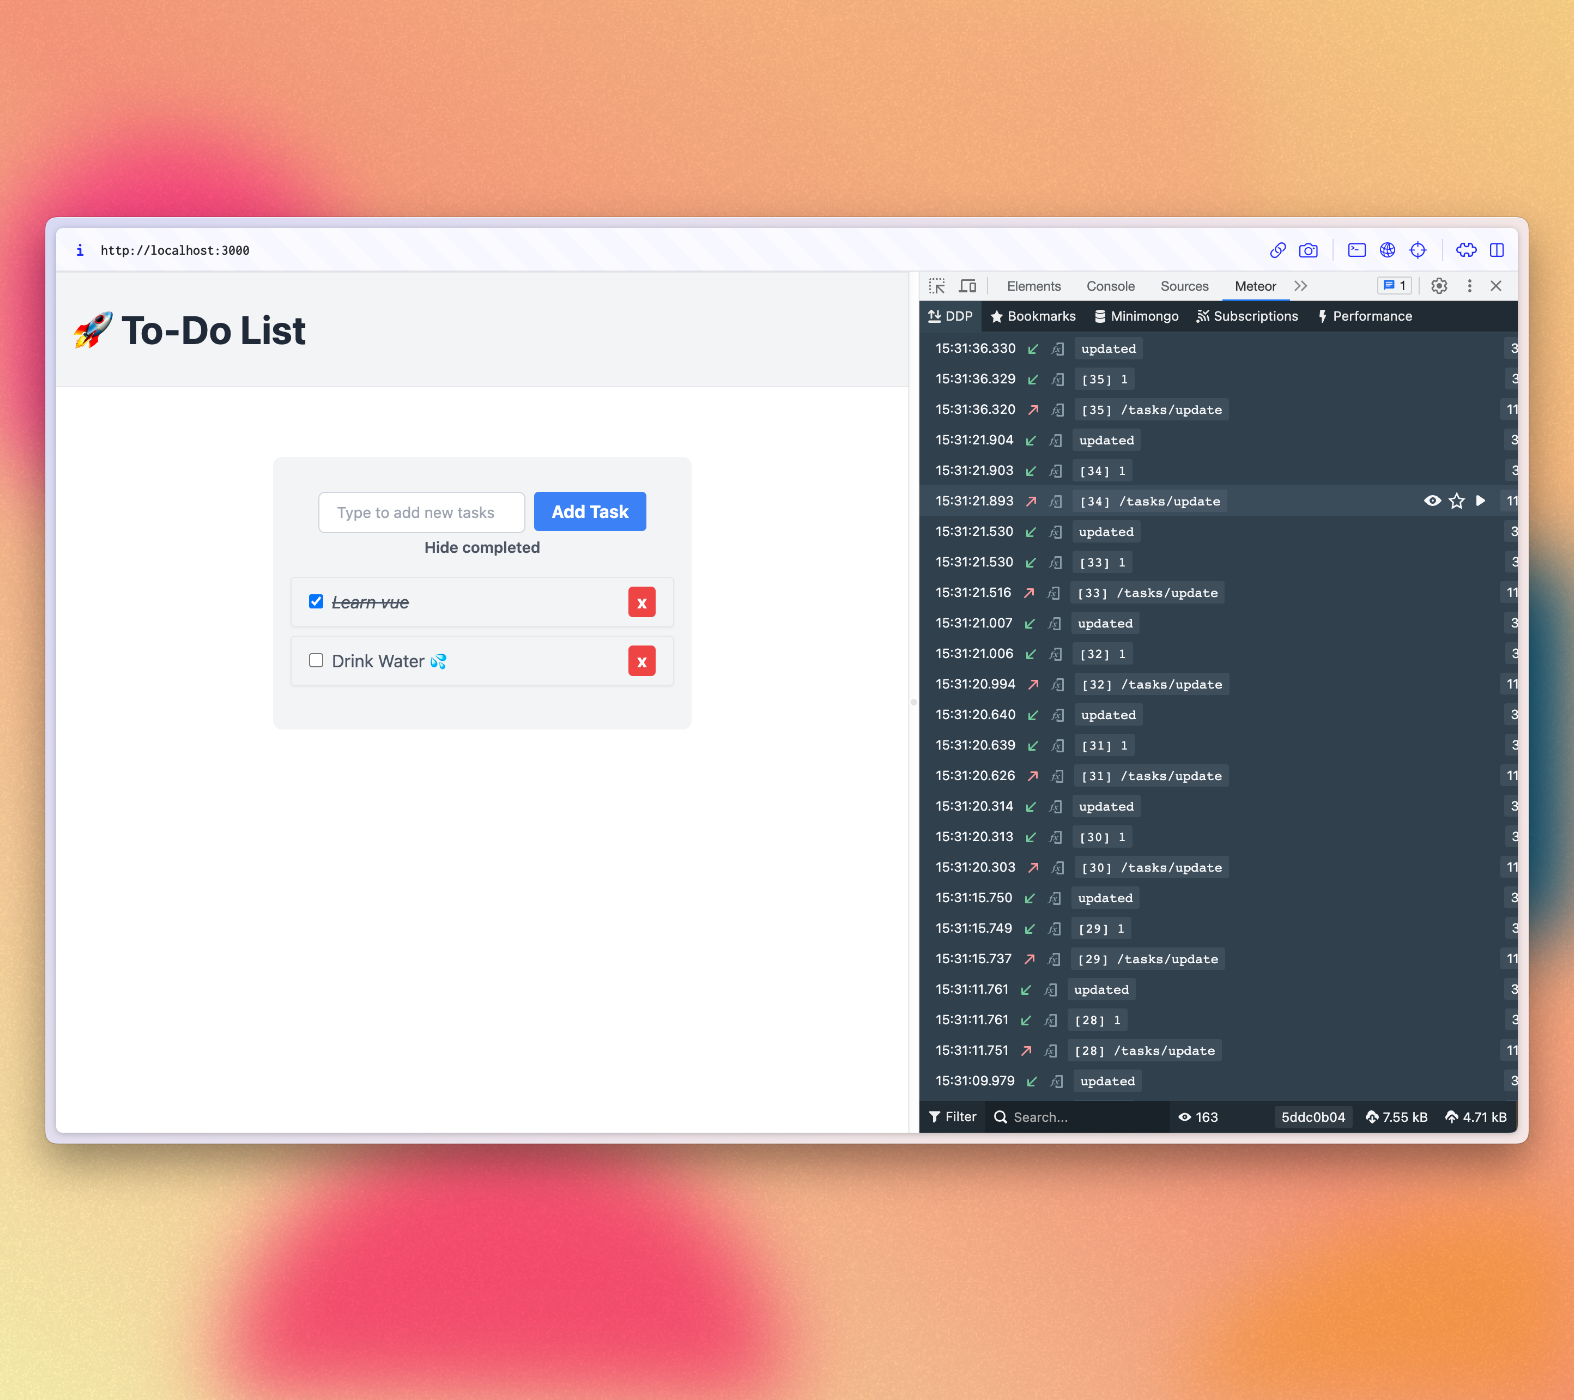 http://localhost:3000
🚀 To-Do List
Type to add new tasks
Add Task
Hide completed
Learn vue
x
Drink Water 💦
x
Elements Console Sources Meteor
1
DDP Bookmarks Minimongo Subscriptions Performance
15:31:36.330 updated 3
15:31:36.329 [35] 1 3
15:31:36.320 [35] /tasks/update 11
15:31:21.904 updated 3
15:31:21.903 [34] 1 3
15:31:21.893 [34] /tasks/update 11
15:31:21.530 updated 3
15:31:21.530 [33] 1 3
15:31:21.516 [33] /tasks/update 11
15:31:21.007 updated 3
15:31:21.006 [32] 1 3
15:31:20.994 [32] /tasks/update 11
15:31:20.640 updated 3
15:31:20.639 [31] 1 3
15:31:20.626 [31] /tasks/update 11
15:31:20.314 updated 3
15:31:20.313 [30] 1 3
15:31:20.303 [30] /tasks/update 11
15:31:15.750 updated 3
15:31:15.749 [29] 1 3
15:31:15.737 [29] /tasks/update 11
15:31:11.761 updated 3
15:31:11.761 [28] 1 3
15:31:11.751 [28] /tasks/update 11
15:31:09.979 updated 3
Filter Search... 163 5ddc0b04 7.55 kB 4.71 kB